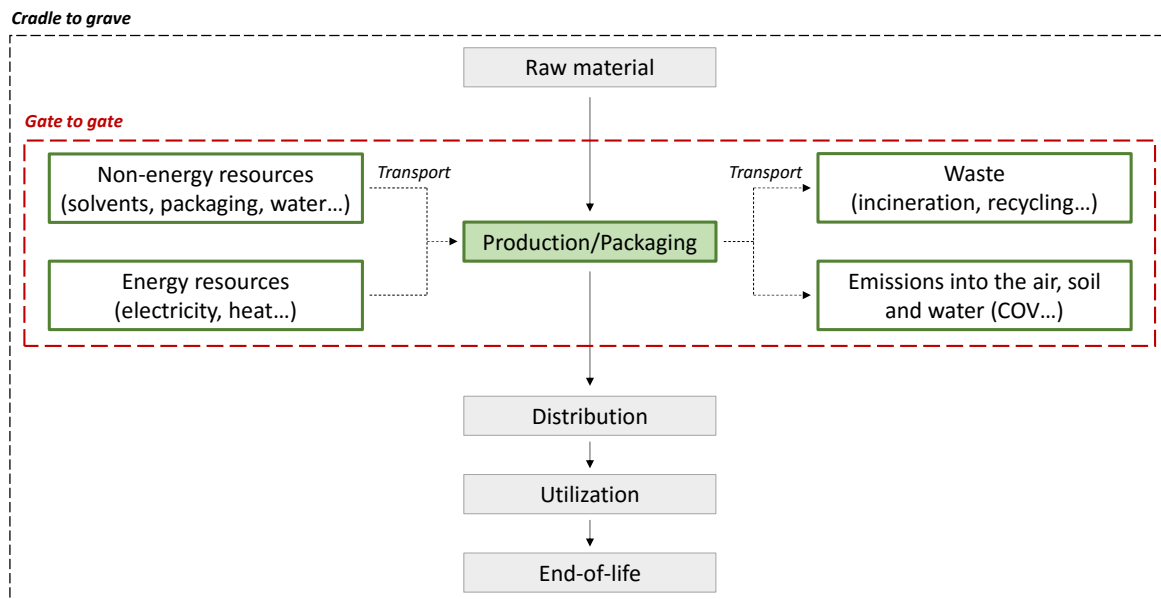 Cradle to grave
Raw material
Gate to gate
Non-energy resources
(solvents, packaging, water…)
Transport
Transport
Waste
(incineration, recycling…)
Production/Packaging
Energy resources
(electricity, heat…)
Emissions into the air, soil
and water (COV…)
Distribution
Utilization
End-of-life